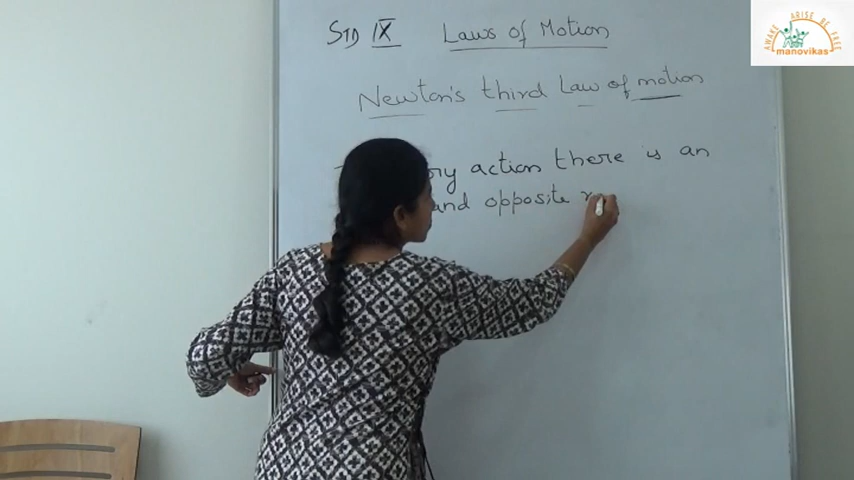 STD IX Laws of Motion
Newton's third Law of motion
ory action there is an
and opposite r
AWAKE ARISE BE FREE
manovikas